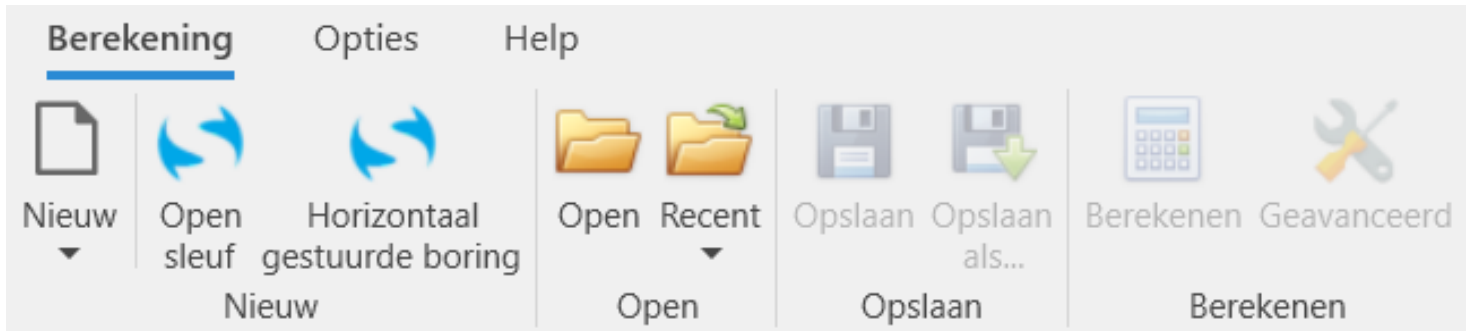 Berekening Opties Help
Nieuw Open sleuf Horizontaal gestuurde boring Open Recent Opslaan Opslaan als... Berekenen Geavanceerd
Nieuw Open Opslaan Berekenen